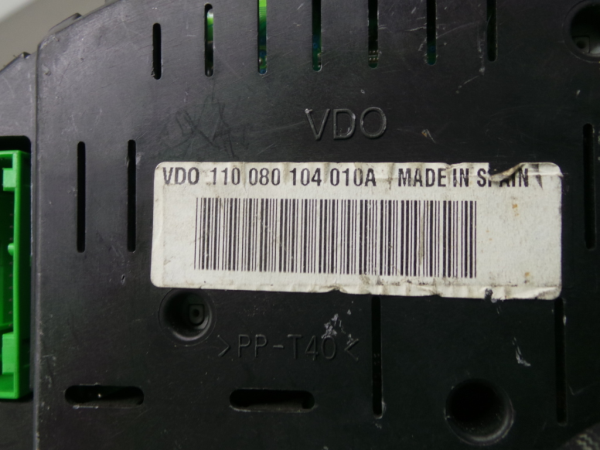 VDO
VDO 110 080 104 010A / MADE IN SPAIN
>PP-T40<